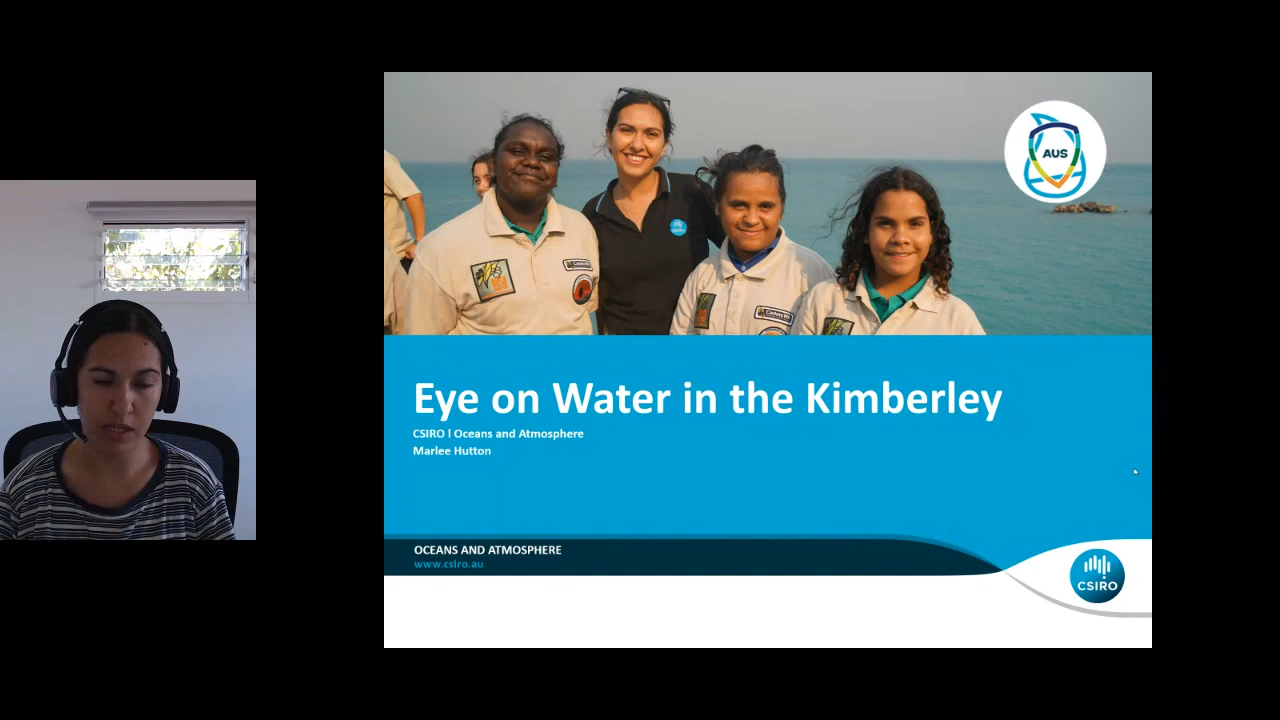 AUS
CSIRO
Eye on Water in the Kimberley
CSIRO l Oceans and Atmosphere
Marlee Hutton
OCEANS AND ATMOSPHERE
www.csiro.au
CSIRO